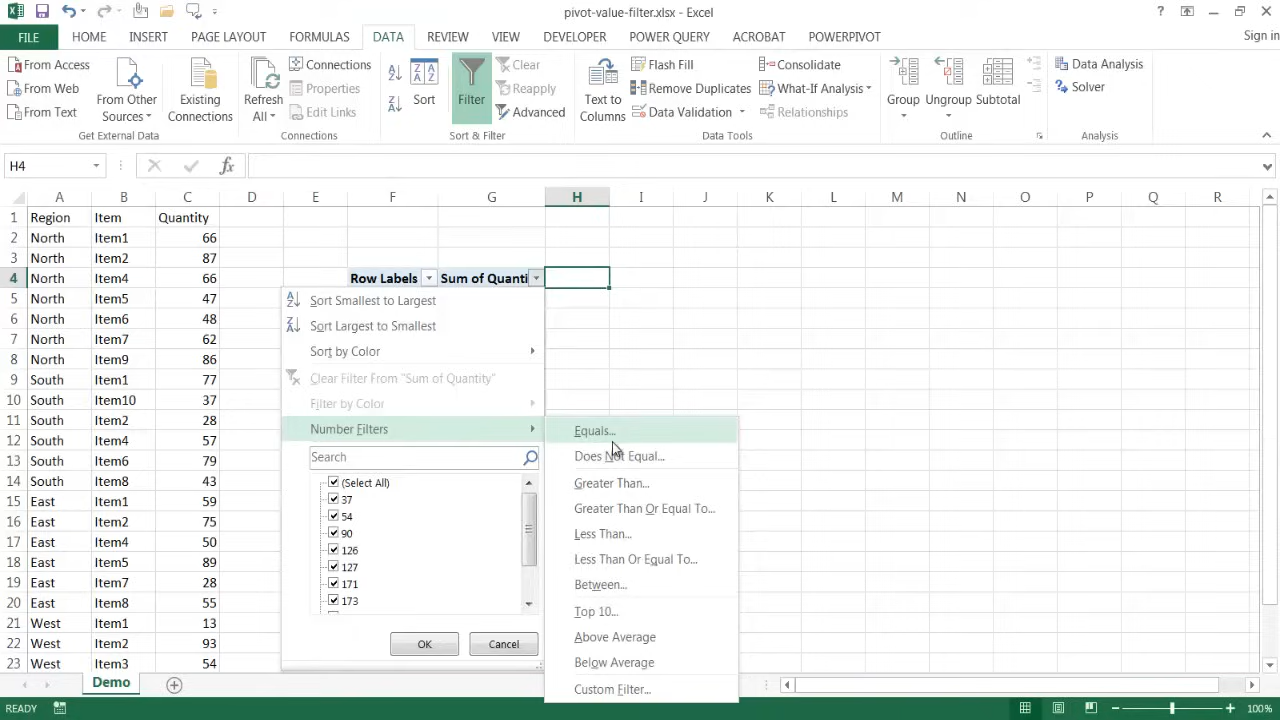 pivot-value-filter.xlsx - Excel
?
Sign in
FILE HOME INSERT PAGE LAYOUT FORMULAS DATA REVIEW VIEW DEVELOPER POWER QUERY ACROBAT POWERPIVOT
From Access
From Web
From Text
From Other Sources
Existing Connections
Get External Data
Refresh All
Connections
Properties
Edit Links
Connections
Sort
Filter
Clear
Reapply
Advanced
Sort & Filter
Text to Columns
Flash Fill
Remove Duplicates
Data Validation
Consolidate
What-If Analysis
Relationships
Data Tools
Group
Ungroup
Subtotal
Outline
Data Analysis
Solver
Analysis
H4 fx
A B C D E F G H I J K L M N O P Q R
1 Region Item Quantity
2 North Item1 66
3 North Item2 87
4 North Item4 66 Row Labels Sum of Quanti
5 North Item5 47
6 North Item6 48
7 North Item7 62
8 North Item9 86
9 South Item1 77
10 South Item10 37
11 South Item2 28
12 South Item4 57
13 South Item6 79
14 South Item8 43
15 East Item1 59
16 East Item2 75
17 East Item4 50
18 East Item5 89
19 East Item7 28
20 East Item8 55
21 West Item1 13
22 West Item2 93
23 West Item3 54
Sort Smallest to Largest
Sort Largest to Smallest
Sort by Color
Clear Filter From "Sum of Quantity"
Filter by Color
Number Filters
Search
(Select All)
37
54
90
126
127
171
173
OK Cancel
Equals...
Does Not Equal...
Greater Than...
Greater Than Or Equal To...
Less Than...
Less Than Or Equal To...
Between...
Top 10...
Above Average
Below Average
Custom Filter...
Demo
READY
100%